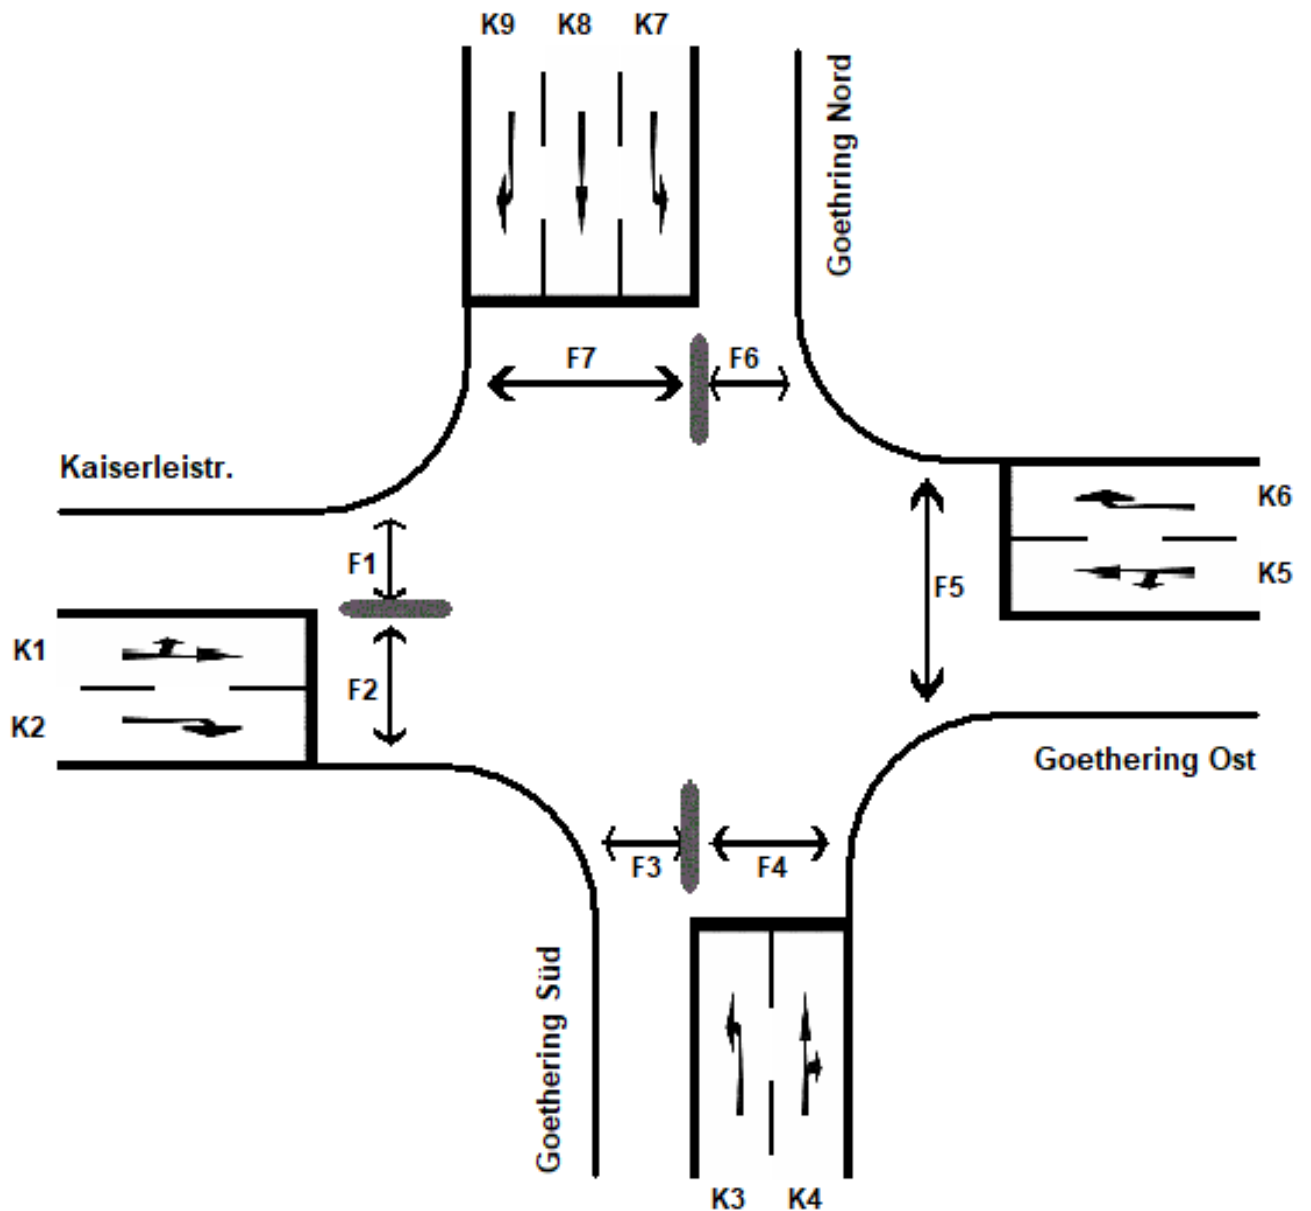 K9 K8 K7
Goethring Nord
F7 F6
Kaiserleistr.
K6
F1
F5
K5
K1
F2
K2
Goethering Ost
F3 F4
Goethering Süd
K3 K4